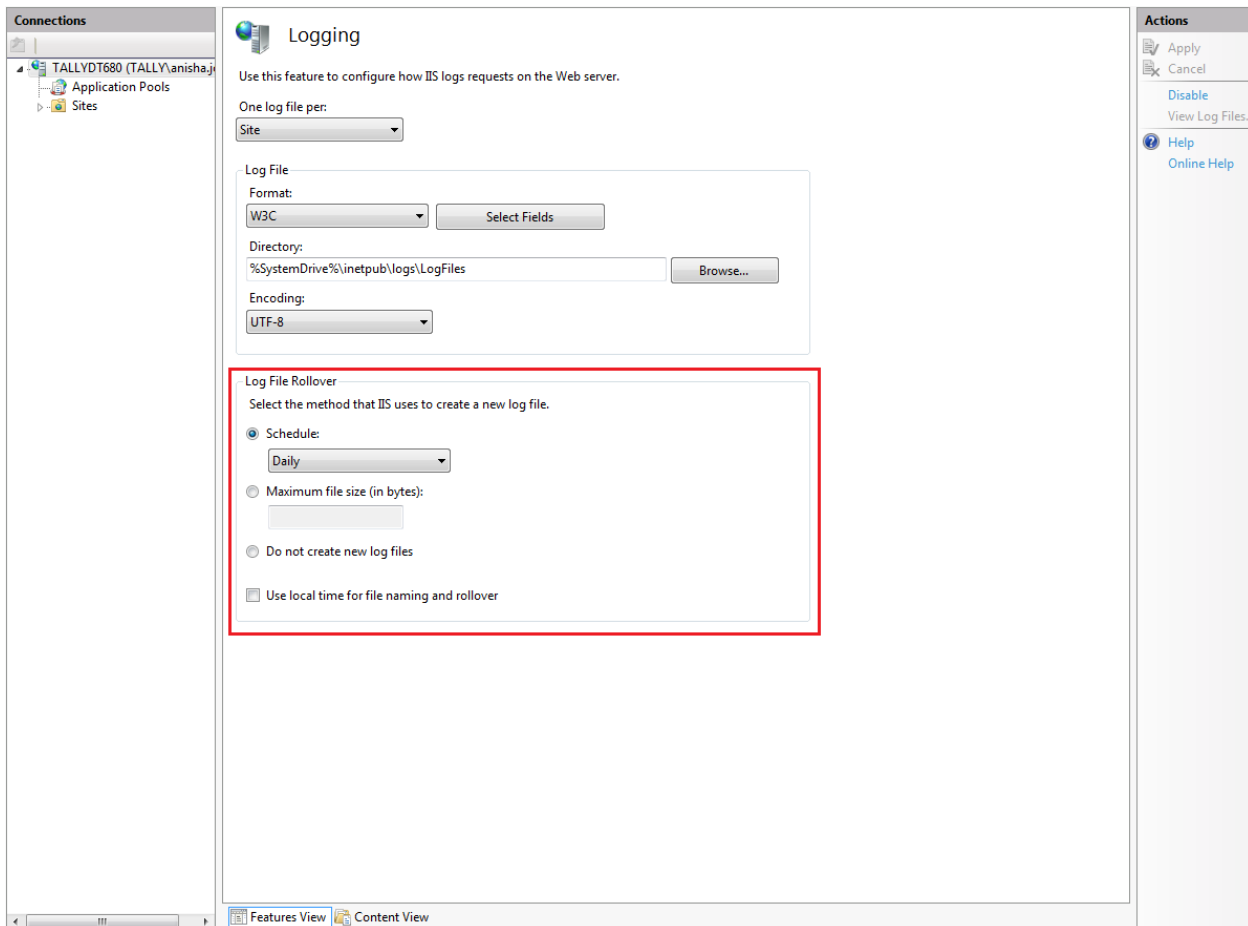 Connections
TALLYDT680 (TALLY\anisha.j
Application Pools
Sites
Logging
Use this feature to configure how IIS logs requests on the Web server.
One log file per:
Site
Log File
Format:
W3C
Select Fields
Directory:
%SystemDrive%\inetpub\logs\LogFiles
Browse...
Encoding:
UTF-8
Log File Rollover
Select the method that IIS uses to create a new log file.
Schedule:
Daily
Maximum file size (in bytes):
Do not create new log files
Use local time for file naming and rollover
Features View
Content View
Actions
Apply
Cancel
Disable
View Log Files.
Help
Online Help